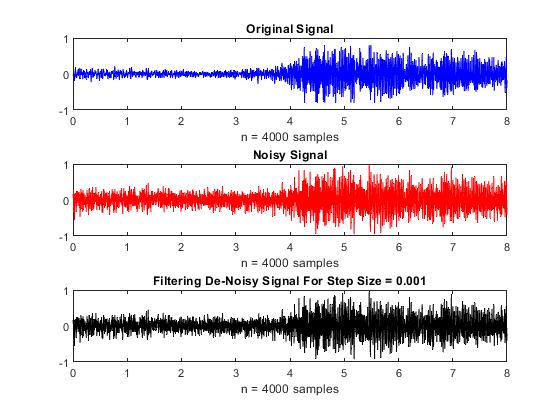 Original Signal
1
0
-1
0 1 2 3 4 5 6 7 8
n = 4000 samples
Noisy Signal
1
0
-1
0 1 2 3 4 5 6 7 8
n = 4000 samples
Filtering De-Noisy Signal For Step Size = 0.001
1
0
-1
0 1 2 3 4 5 6 7 8
n = 4000 samples